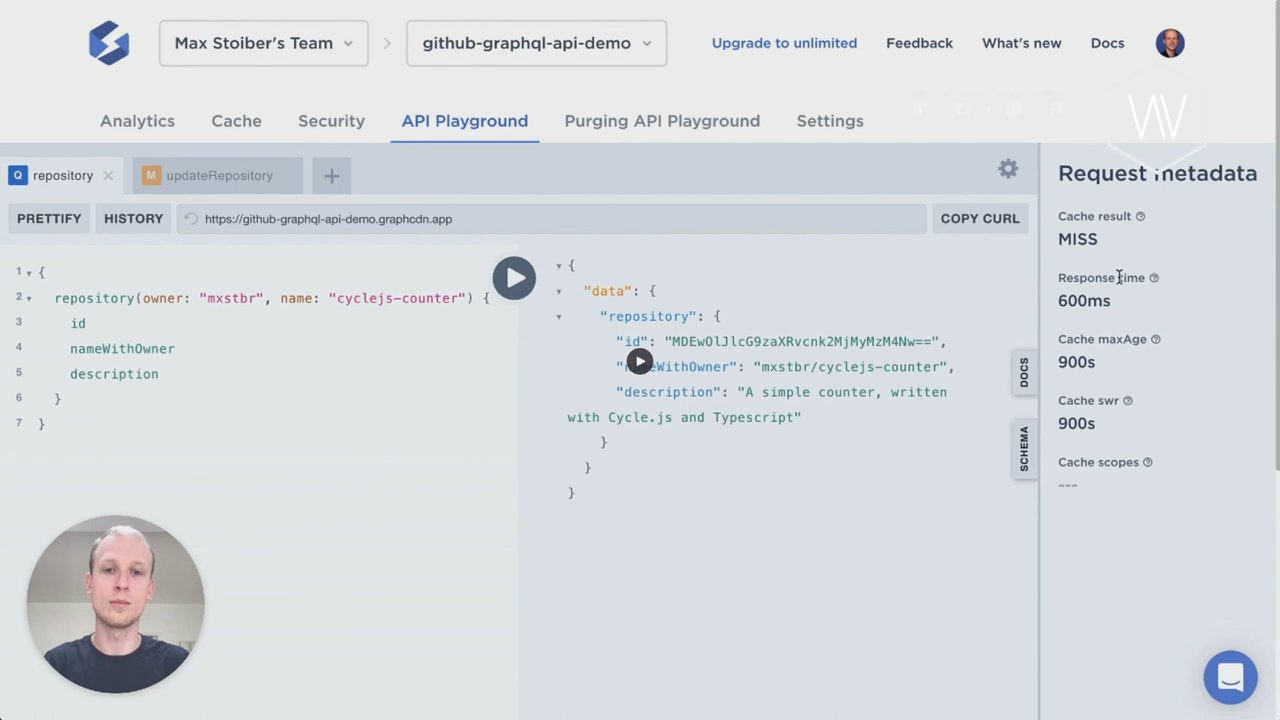 Max Stoiber's Team
github-graphql-api-demo
Upgrade to unlimited
Feedback
What's new
Docs
Analytics
Cache
Security
API Playground
Purging API Playground
Settings
Q repository
M updateRepository
PRETTIFY
HISTORY
https://github-graphql-api-demo.graphcdn.app
COPY CURL
1 {
2 repository(owner: "mxstbr", name: "cyclejs-counter") {
3 id
4 nameWithOwner
5 description
6 }
7 }
{
"data": {
"repository": {
"id": "MDEwOlJlcG9zaXRvcnk2MjMyMzM4Nw==",
WithOwner": "mxstbr/cyclejs-counter",
"description": "A simple counter, written
with Cycle.js and Typescript"
}
}
}
DOCS
SCHEMA
Request metadata
Cache result
MISS
Response time
600ms
Cache maxAge
900s
Cache swr
900s
Cache scopes
---